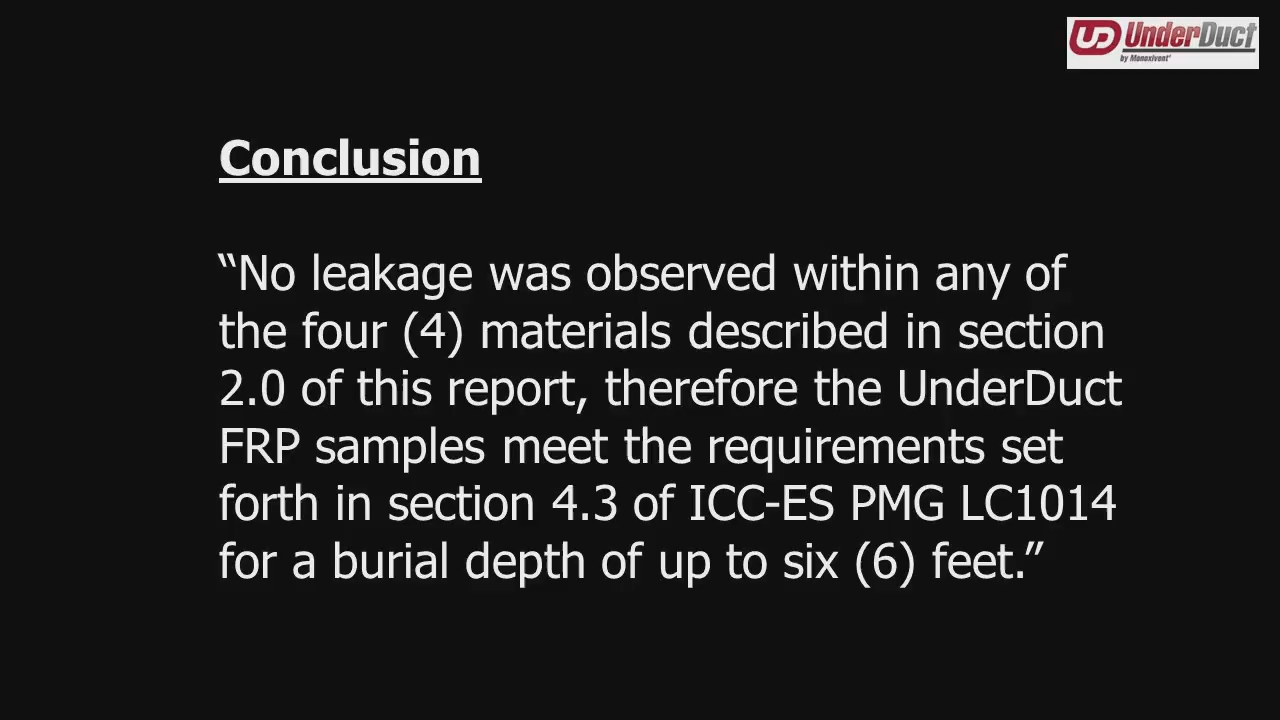 UD UnderDuct
by Monoxivent®
Conclusion
“No leakage was observed within any of
the four (4) materials described in section
2.0 of this report, therefore the UnderDuct
FRP samples meet the requirements set
forth in section 4.3 of ICC-ES PMG LC1014
for a burial depth of up to six (6) feet.”